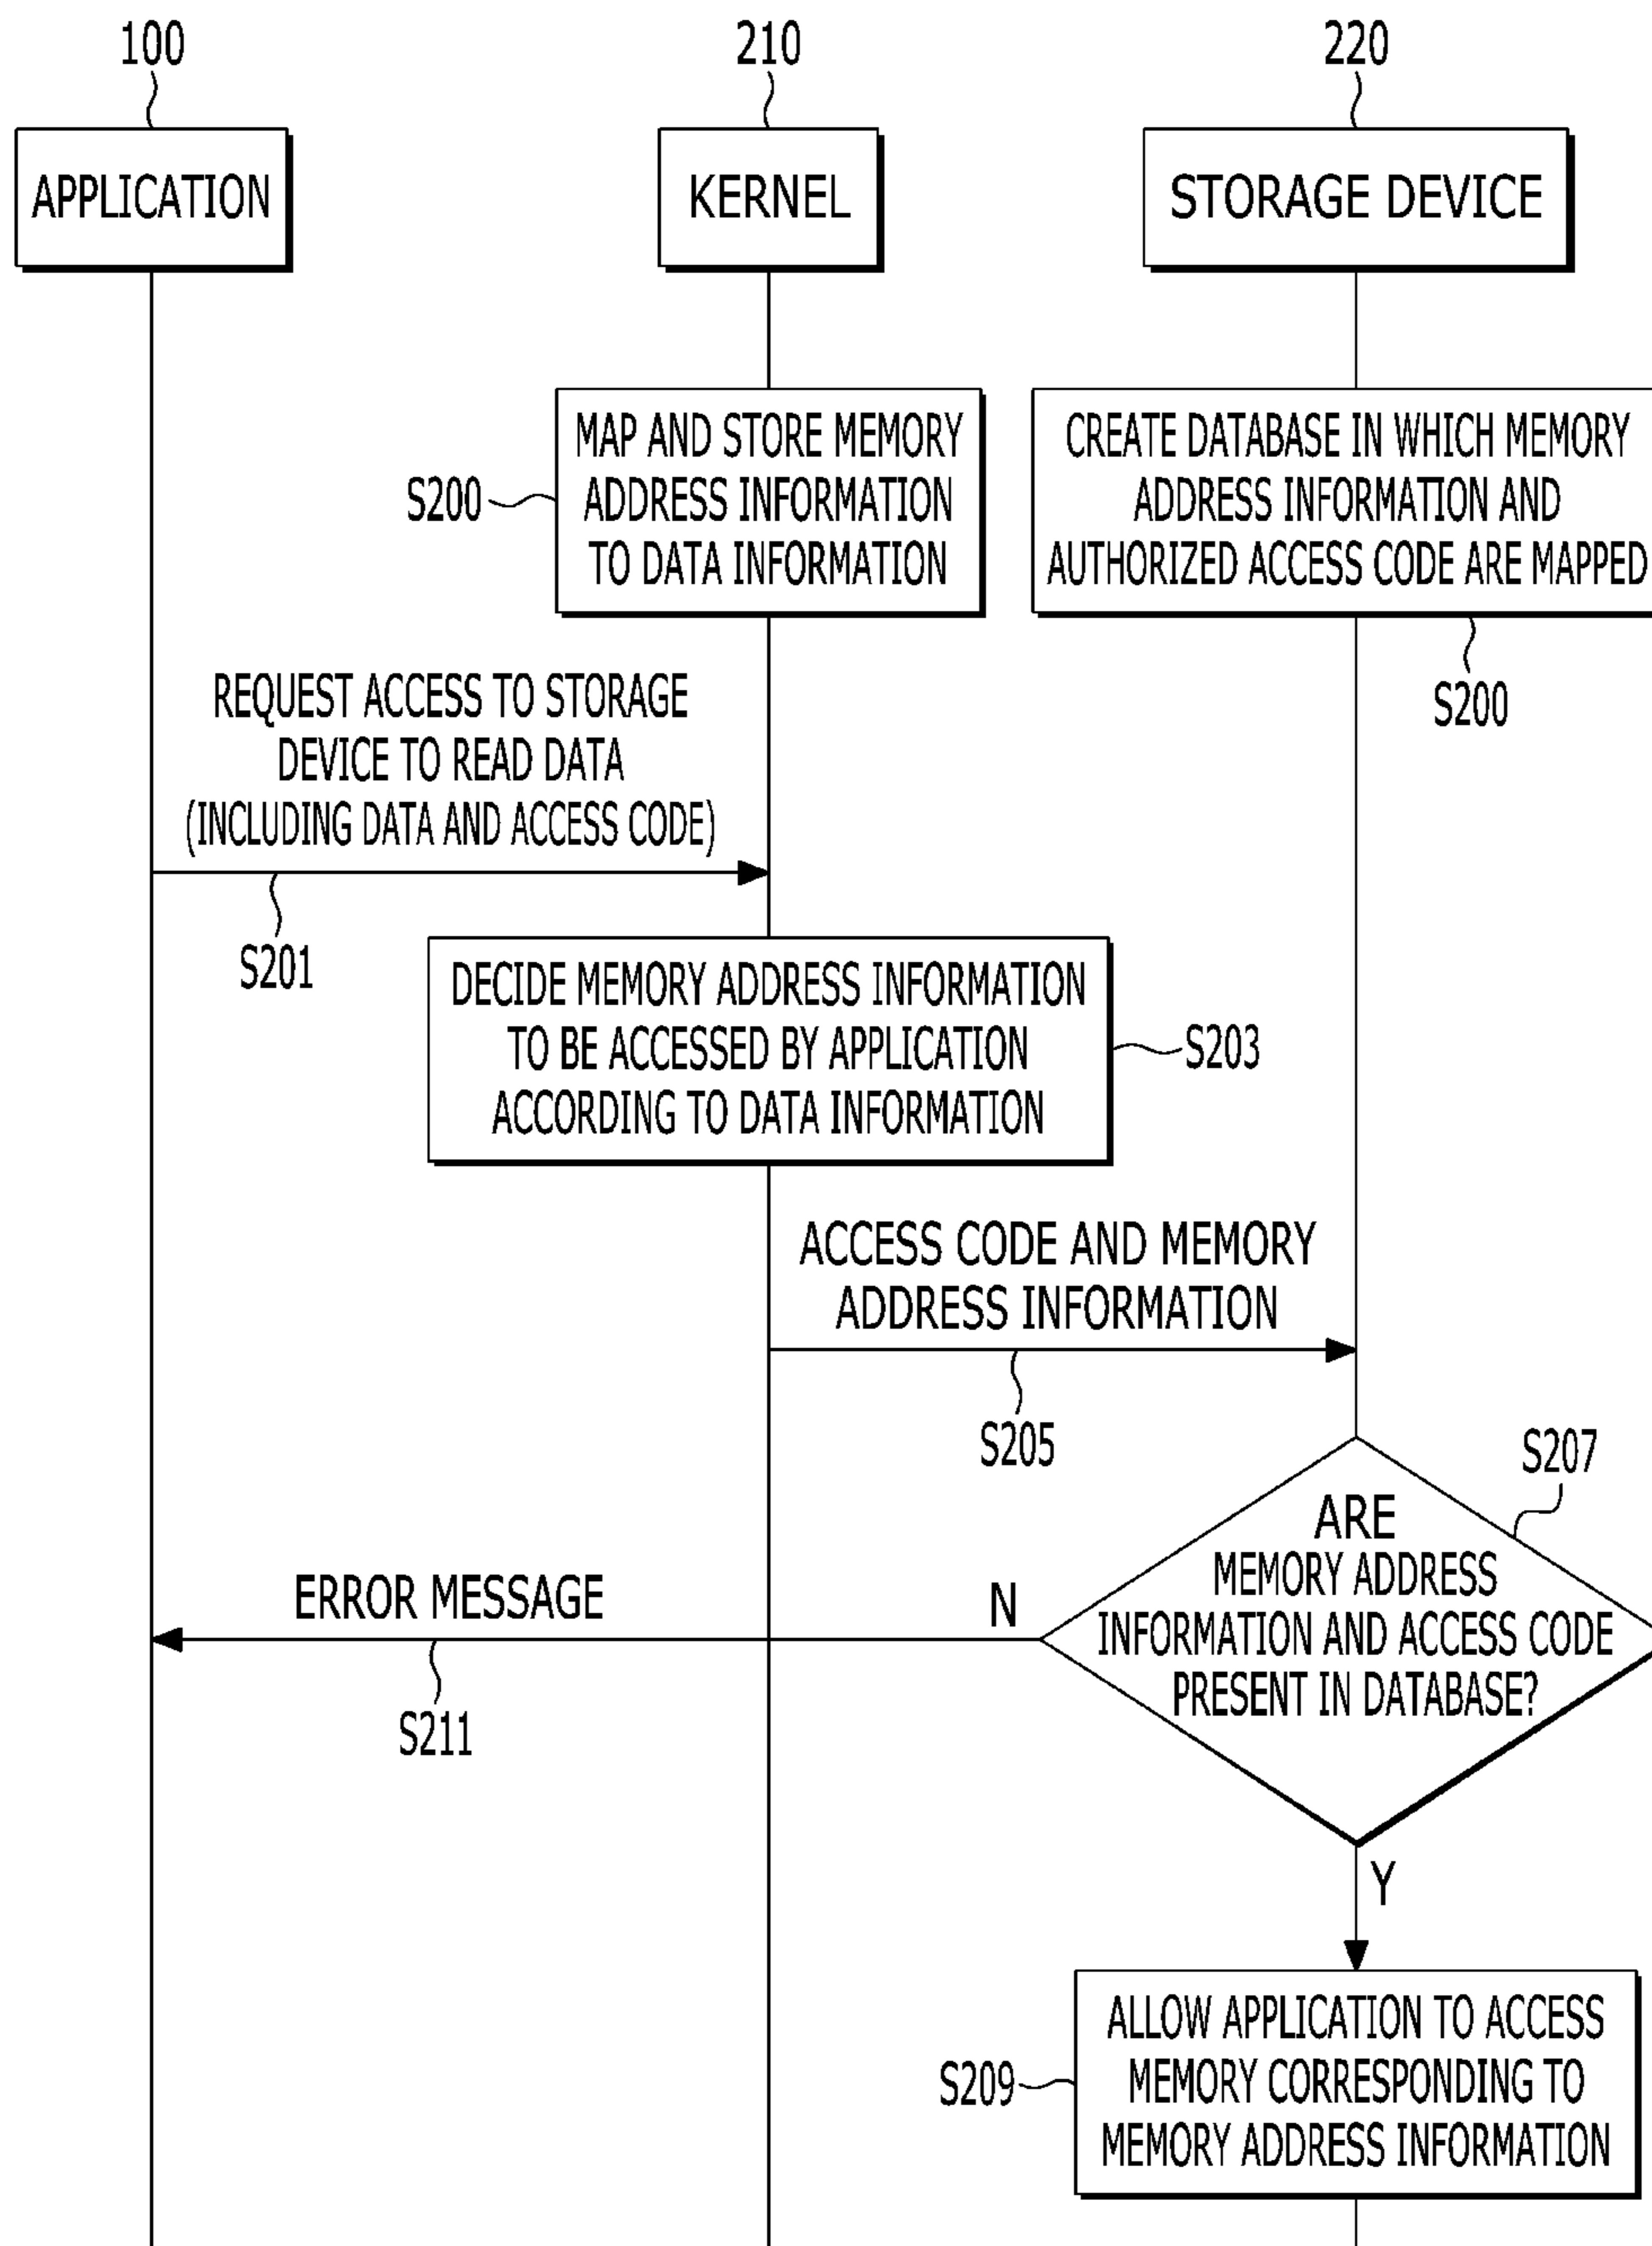 100
210
220
APPLICATION
KERNEL
STORAGE DEVICE
MAP AND STORE MEMORY
ADDRESS INFORMATION
TO DATA INFORMATION
S200
CREATE DATABASE IN WHICH MEMORY
ADDRESS INFORMATION AND
AUTHORIZED ACCESS CODE ARE MAPPED
S200
REQUEST ACCESS TO STORAGE
DEVICE TO READ DATA
(INCLUDING DATA AND ACCESS CODE)
S201
DECIDE MEMORY ADDRESS INFORMATION
TO BE ACCESSED BY APPLICATION
ACCORDING TO DATA INFORMATION
S203
ACCESS CODE AND MEMORY
ADDRESS INFORMATION
S205
S207
ARE
MEMORY ADDRESS
INFORMATION AND ACCESS CODE
PRESENT IN DATABASE?
N
ERROR MESSAGE
S211
Y
ALLOW APPLICATION TO ACCESS
MEMORY CORRESPONDING TO
MEMORY ADDRESS INFORMATION
S209